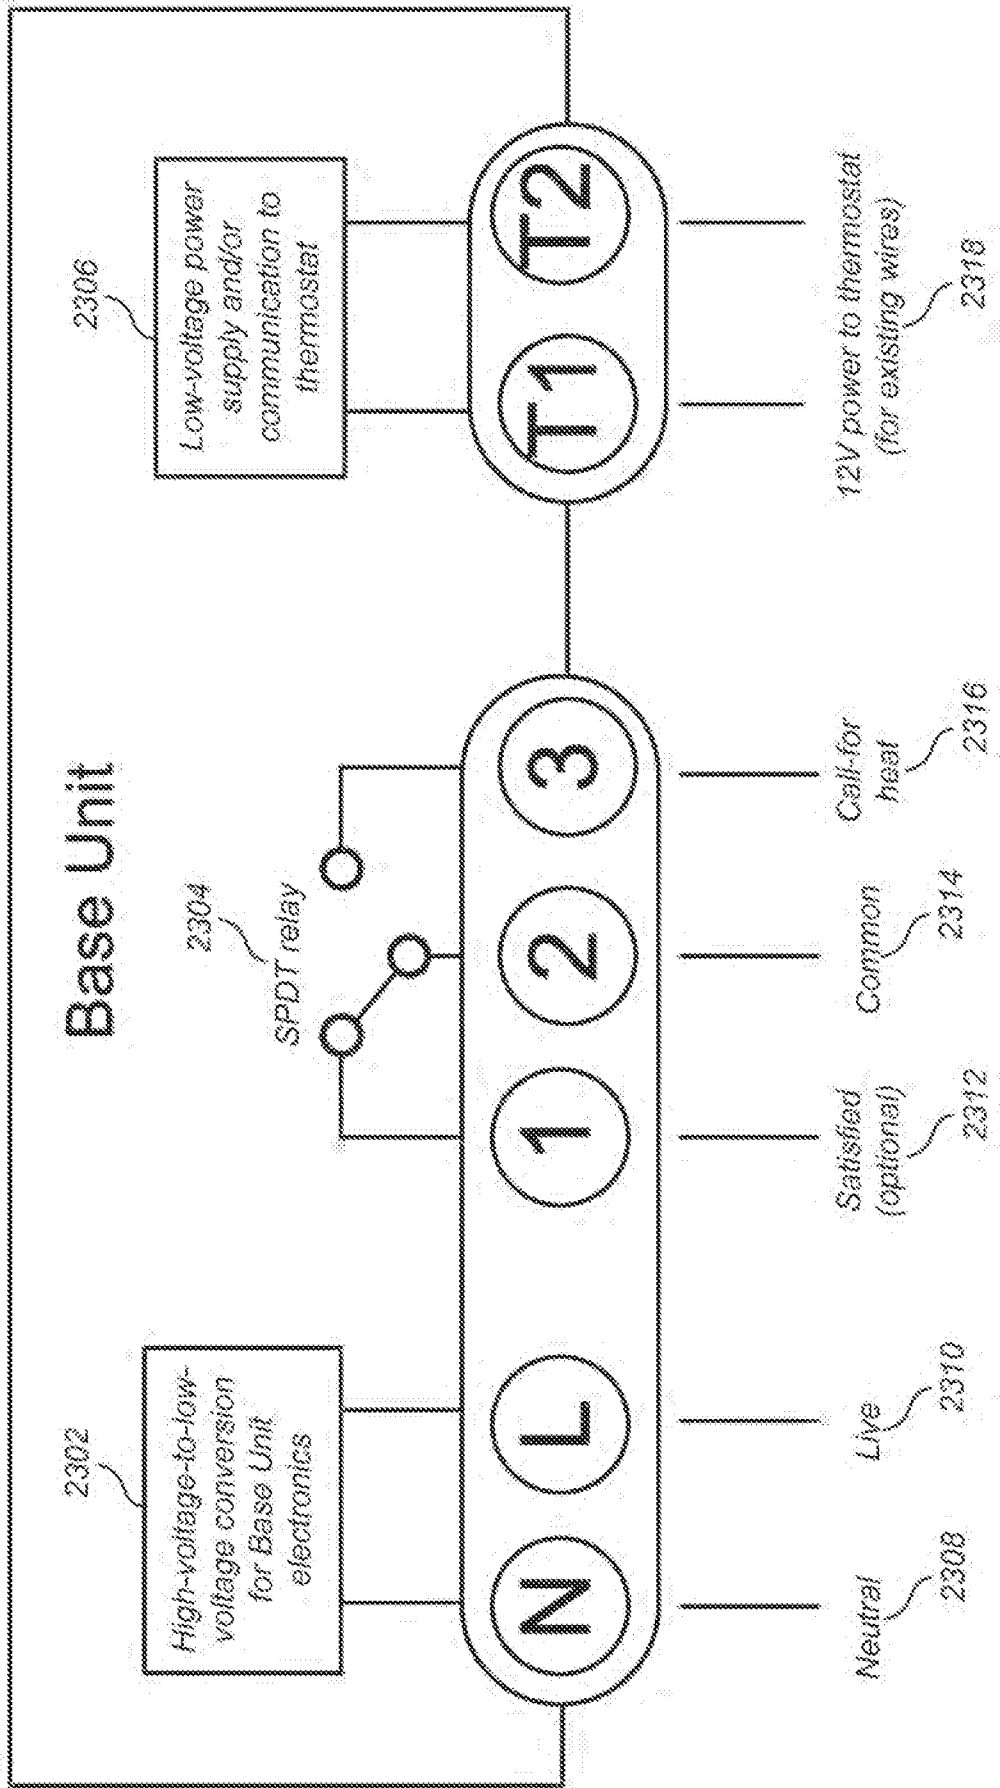 Base Unit
2302
High-voltage-to-low-
voltage conversion
for Base Unit
electronics
2304
SPDT relay
2306
Low-voltage power
supply and/or
communication to
thermostat
N
L
1
2
3
T1
T2
Neutral
2308
Live
2310
Satisfied
(optional)
2312
Common
2314
Call-for
heat
2316
12V power to thermostat
(for existing wires)
2318